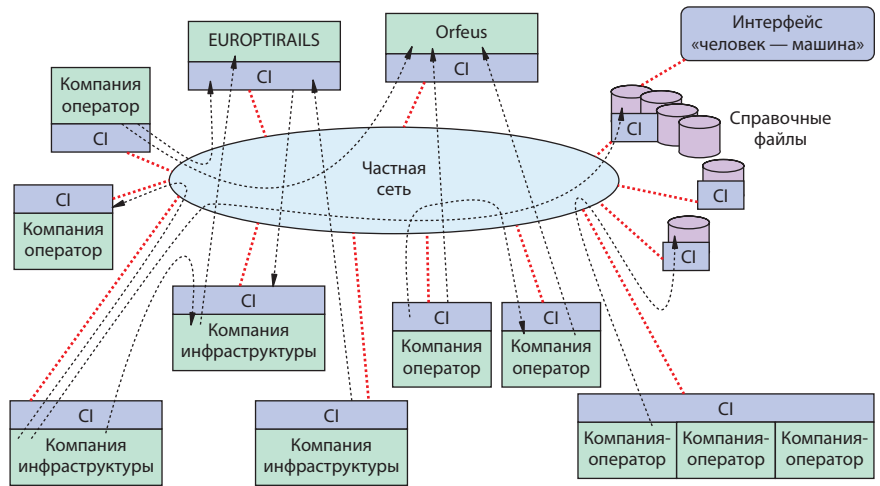 EUROPTIRAILS
CI
Orfeus
CI
Интерфейс
«человек — машина»
Компания
оператор
CI
CI
Справочные
файлы
Частная
сеть
CI
CI
Компания
оператор
CI
CI
Компания
инфраструктуры
CI
Компания
оператор
CI
Компания
оператор
CI
Компания
инфраструктуры
CI
Компания
инфраструктуры
CI
Компания-
оператор
Компания-
оператор
Компания-
оператор